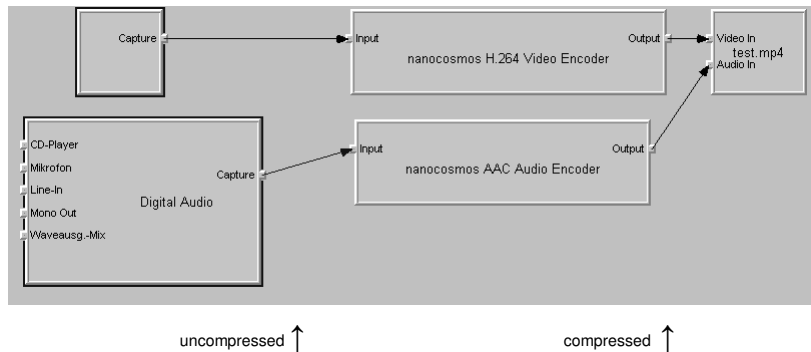 Capture
Input
Output
nanocosmos H.264 Video Encoder
Video In
test.mp4
Audio In
CD-Player
Mikrofon
Line-In
Mono Out
Waveausg.-Mix
Capture
Digital Audio
Input
Output
nanocosmos AAC Audio Encoder
uncompressed ↑
compressed ↑